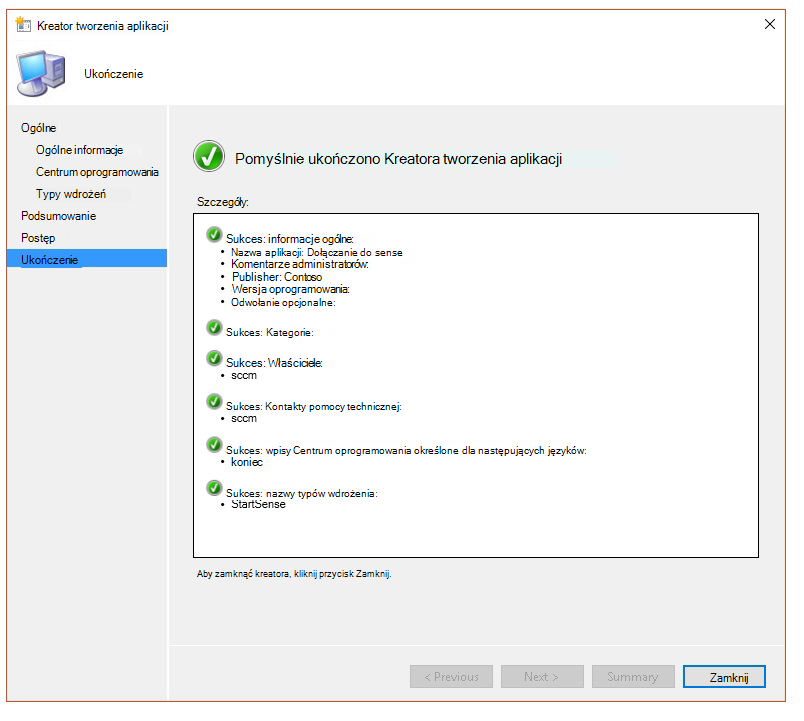 Kreator tworzenia aplikacji
Ukończenie
Ogólne
Ogólne informacje
Centrum oprogramowania
Typy wdrożeń
Podsumowanie
Postęp
Ukończenie
Pomyślnie ukończono Kreatora tworzenia aplikacji
Szczegóły:
Sukces: informacje ogólne:
• Nazwa aplikacji: Dołączanie do sense
• Komentarze administratorów:
• Publisher: Contoso
• Wersja oprogramowania:
• Odwołanie opcjonalne:
Sukces: Kategorie:
Sukces: Właściciele:
• sccm
Sukces: Kontakty pomocy technicznej:
• sccm
Sukces: wpisy Centrum oprogramowania określone dla następujących języków:
• koniec
Sukces: nazwy typów wdrożenia:
• StartSense
Aby zamknąć kreatora, kliknij przycisk Zamknij.
< Previous
Next >
Summary
Zamknij